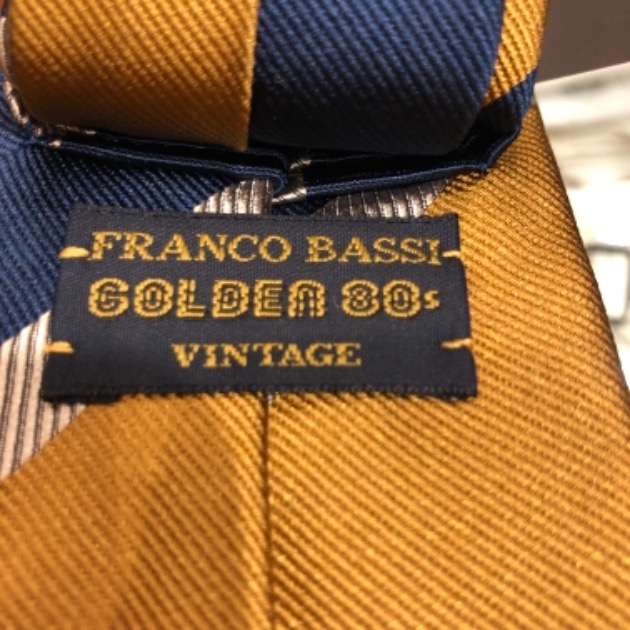 FRANCO BASSI
GOLDEN 80s
VINTAGE